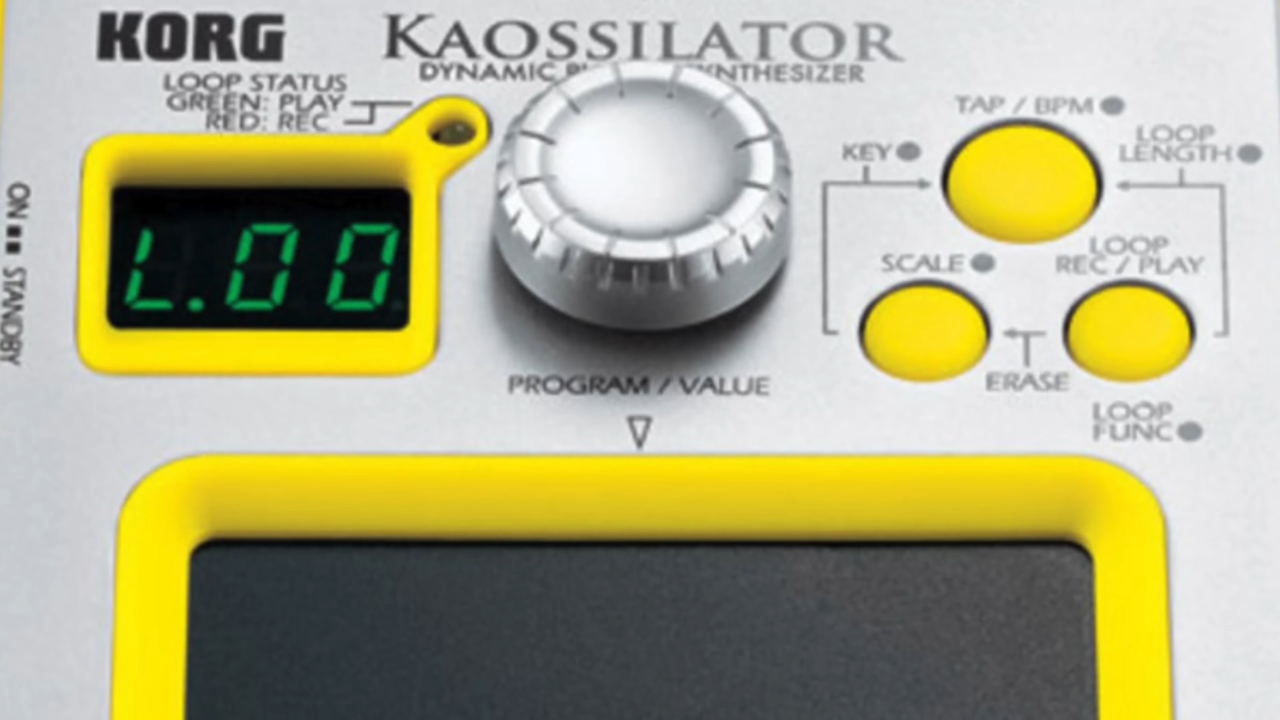 KORG
KAOSSILATOR
DYNAMIC
SYNTHESIZER
LOOP STATUS
GREEN: PLAY
RED: REC
TAP / BPM
KEY
LOOP
LENGTH
ON
STANDBY
L.00
SCALE
LOOP
REC / PLAY
PROGRAM / VALUE
ERASE
LOOP
FUNC